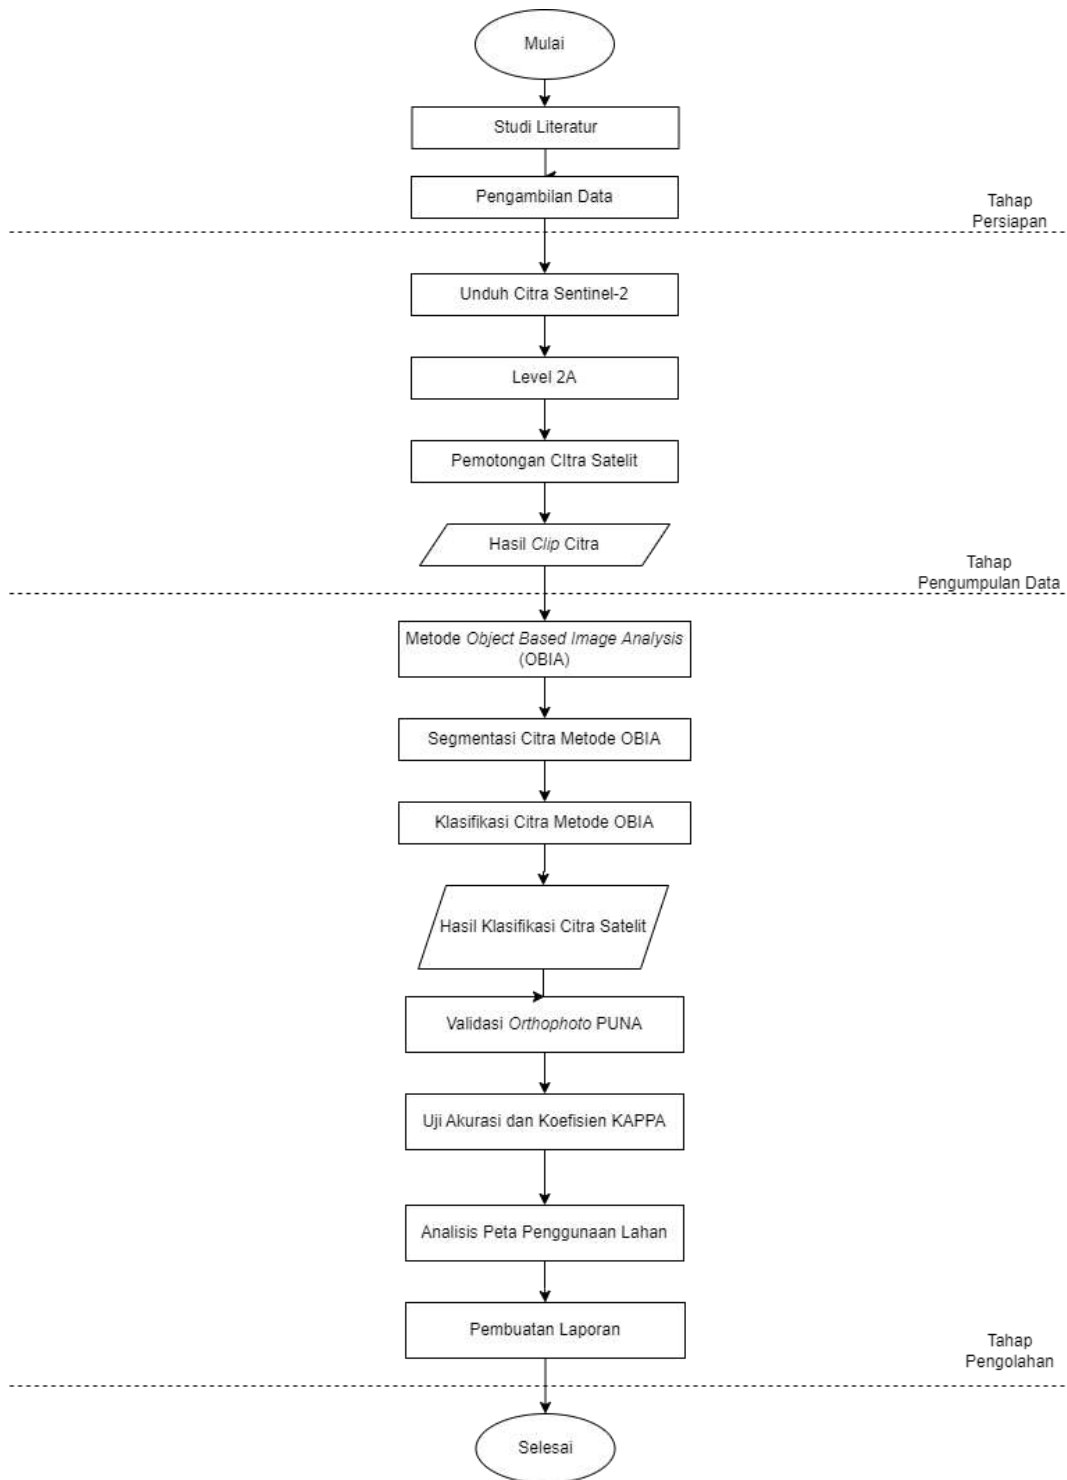 Mulai
Studi Literatur
Pengambilan Data
Tahap
Persiapan
Unduh Citra Sentinel-2
Level 2A
Pemotongan CItra Satelit
Hasil Clip Citra
Tahap
Pengumpulan Data
Metode Object Based Image Analysis
(OBIA)
Segmentasi Citra Metode OBIA
Klasifikasi Citra Metode OBIA
Hasil Klasifikasi Citra Satelit
Validasi Orthophoto PUNA
Uji Akurasi dan Koefisien KAPPA
Analisis Peta Penggunaan Lahan
Pembuatan Laporan
Tahap
Pengolahan
Selesai